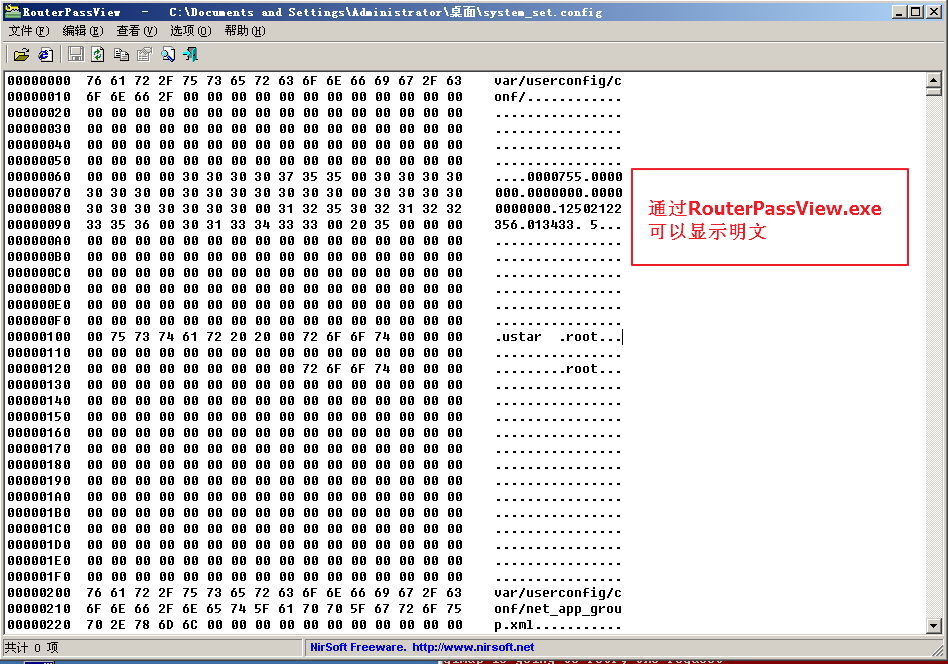 RouterPassView - C:\Documents and Settings\Administrator\桌面\system_set.config
文件(F) 编辑(E) 查看(V) 选项(O) 帮助(H)
00000000 76 61 72 2F 75 73 65 72 63 6F 6E 66 69 67 2F 63 var/userconfig/c
00000010 6F 6E 66 2F 00 00 00 00 00 00 00 00 00 00 00 00 onf/............
00000020 00 00 00 00 00 00 00 00 00 00 00 00 00 00 00 00 ................
00000030 00 00 00 00 00 00 00 00 00 00 00 00 00 00 00 00 ................
00000040 00 00 00 00 00 00 00 00 00 00 00 00 00 00 00 00 ................
00000050 00 00 00 00 00 00 00 00 00 00 00 00 00 00 00 00 ................
00000060 00 00 00 00 30 30 30 30 37 35 35 00 30 30 30 30 ....0000755.0000
00000070 30 30 30 00 30 30 30 30 30 30 30 00 30 30 30 30 000.0000000.0000
00000080 30 30 30 30 30 30 30 00 31 32 35 30 32 31 32 32 0000000.12502122
00000090 33 35 36 00 30 31 33 34 33 33 00 20 35 00 00 00 356.013433. 5...
000000A0 00 00 00 00 00 00 00 00 00 00 00 00 00 00 00 00 ................
000000B0 00 00 00 00 00 00 00 00 00 00 00 00 00 00 00 00 ................
000000C0 00 00 00 00 00 00 00 00 00 00 00 00 00 00 00 00 ................
000000D0 00 00 00 00 00 00 00 00 00 00 00 00 00 00 00 00 ................
000000E0 00 00 00 00 00 00 00 00 00 00 00 00 00 00 00 00 ................
000000F0 00 00 00 00 00 00 00 00 00 00 00 00 00 00 00 00 ................
00000100 00 75 73 74 61 72 20 20 00 72 6F 6F 74 00 00 00 .ustar  .root...
00000110 00 00 00 00 00 00 00 00 00 00 00 00 00 00 00 00 ................
00000120 00 00 00 00 00 00 00 00 00 72 6F 6F 74 00 00 00 .........root...
00000130 00 00 00 00 00 00 00 00 00 00 00 00 00 00 00 00 ................
00000140 00 00 00 00 00 00 00 00 00 00 00 00 00 00 00 00 ................
00000150 00 00 00 00 00 00 00 00 00 00 00 00 00 00 00 00 ................
00000160 00 00 00 00 00 00 00 00 00 00 00 00 00 00 00 00 ................
00000170 00 00 00 00 00 00 00 00 00 00 00 00 00 00 00 00 ................
00000180 00 00 00 00 00 00 00 00 00 00 00 00 00 00 00 00 ................
00000190 00 00 00 00 00 00 00 00 00 00 00 00 00 00 00 00 ................
000001A0 00 00 00 00 00 00 00 00 00 00 00 00 00 00 00 00 ................
000001B0 00 00 00 00 00 00 00 00 00 00 00 00 00 00 00 00 ................
000001C0 00 00 00 00 00 00 00 00 00 00 00 00 00 00 00 00 ................
000001D0 00 00 00 00 00 00 00 00 00 00 00 00 00 00 00 00 ................
000001E0 00 00 00 00 00 00 00 00 00 00 00 00 00 00 00 00 ................
000001F0 00 00 00 00 00 00 00 00 00 00 00 00 00 00 00 00 ................
00000200 76 61 72 2F 75 73 65 72 63 6F 6E 66 69 67 2F 63 var/userconfig/c
00000210 6F 6E 66 2F 6E 65 74 5F 61 70 70 5F 67 72 6F 75 onf/net_app_grou
00000220 70 2E 78 6D 6C 00 00 00 00 00 00 00 00 00 00 00 p.xml...........
通过RouterPassView.exe
可以显示明文
共计 0 项
NirSoft Freeware. http://www.nirsoft.net